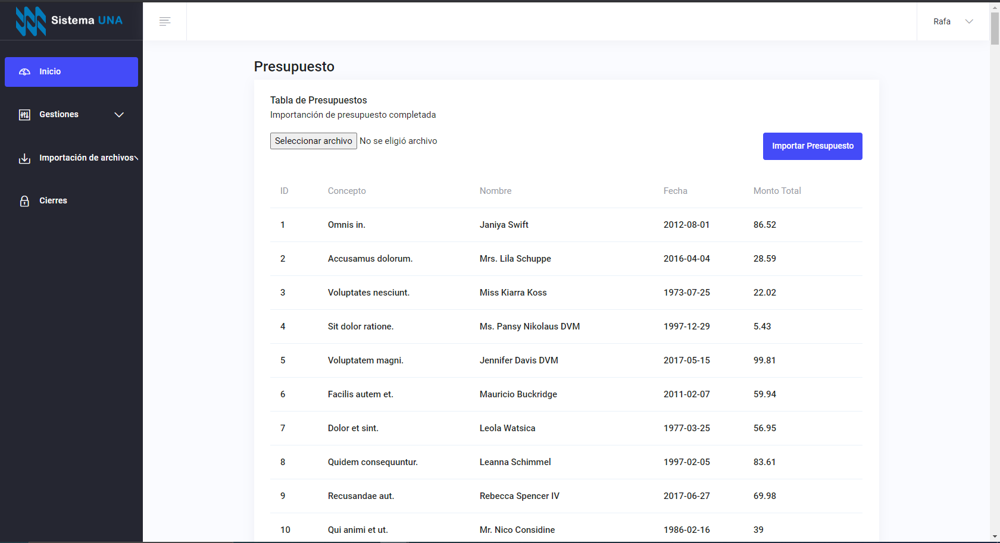 Sistema UNA
Rafa
Inicio
Gestiones
Importación de archivos
Cierres
Presupuesto
Tabla de Presupuestos
Importanción de presupuesto completada
Seleccionar archivo No se eligió archivo
Importar Presupuesto
ID Concepto Nombre Fecha Monto Total
1 Omnis in. Janiya Swift 2012-08-01 86.52
2 Accusamus dolorum. Mrs. Lila Schuppe 2016-04-04 28.59
3 Voluptates nesciunt. Miss Kiarra Koss 1973-07-25 22.02
4 Sit dolor ratione. Ms. Pansy Nikolaus DVM 1997-12-29 5.43
5 Voluptatem magni. Jennifer Davis DVM 2017-05-15 99.81
6 Facilis autem et. Mauricio Buckridge 2011-02-07 59.94
7 Dolor et sint. Leola Watsica 1977-03-25 56.95
8 Quidem consequuntur. Leanna Schimmel 1997-02-05 83.61
9 Recusandae aut. Rebecca Spencer IV 2017-06-27 69.98
10 Qui animi et ut. Mr. Nico Considine 1986-02-16 39